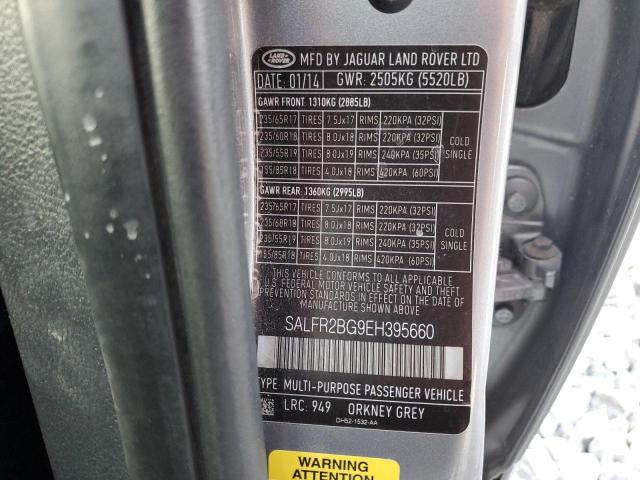 LAND ROVER
MFD BY JAGUAR LAND ROVER LTD
DATE: 01/14 GWR: 2505KG (5520LB)
GAWR FRONT: 1310KG (2885LB)
235/65R17 TIRES 7.5Jx17 RIMS 220KPA (32PSI)
235/60R18 TIRES 8.0Jx18 RIMS 220KPA (32PSI)
235/55R19 TIRES 8.0Jx19 RIMS 240KPA (35PSI)
155/85R18 TIRES 4.0Jx18 RIMS 420KPA (60PSI)
COLD
SINGLE
GAWR REAR: 1360KG (2995LB)
235/65R17 TIRES 7.5Jx17 RIMS 220KPA (32PSI)
235/60R18 TIRES 8.0Jx18 RIMS 220KPA (32PSI)
235/55R19 TIRES 8.0Jx19 RIMS 240KPA (35PSI)
155/85R18 TIRES 4.0Jx18 RIMS 420KPA (60PSI)
COLD
SINGLE
THIS VEHICLE CONFORMS TO ALL APPLICABLE
U.S. FEDERAL MOTOR VEHICLE SAFETY AND THEFT
PREVENTION STANDARDS IN EFFECT ON THE DATE OF
MANUFACTURE SHOWN ABOVE
SALFR2BG9EH395660
TYPE: MULTI-PURPOSE PASSENGER VEHICLE
LRC: 949 ORKNEY GREY
DH52-1532-AA
WARNING
ATTENTION